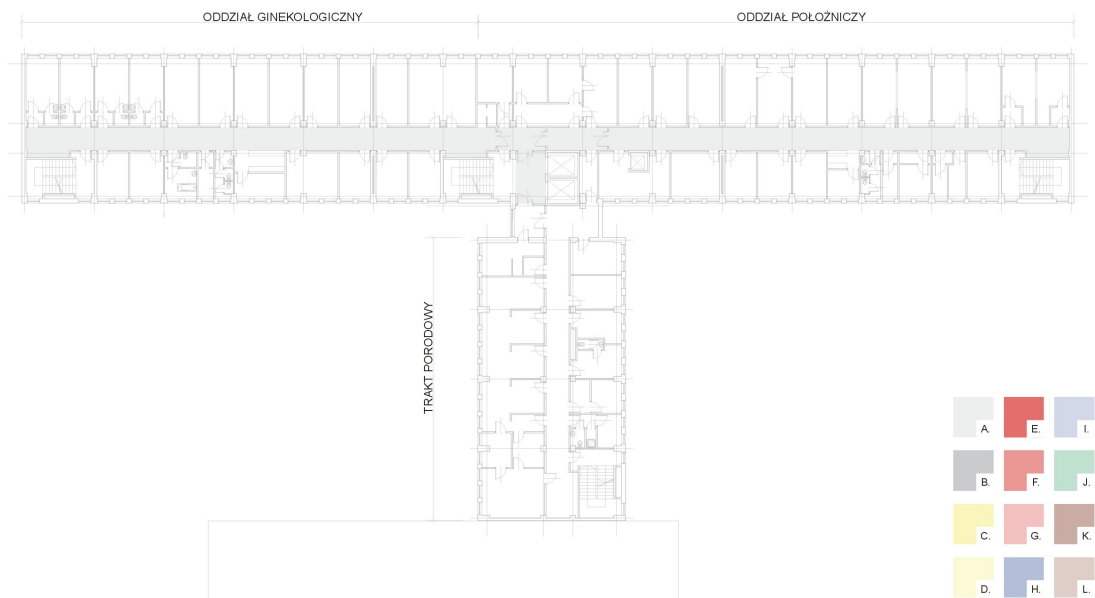 ODDZIAŁ GINEKOLOGICZNY
ODDZIAŁ POŁOŻNICZY
TRAKT PORODOWY
A.
E.
I.
B.
F.
J.
C.
G.
K.
D.
H.
L.